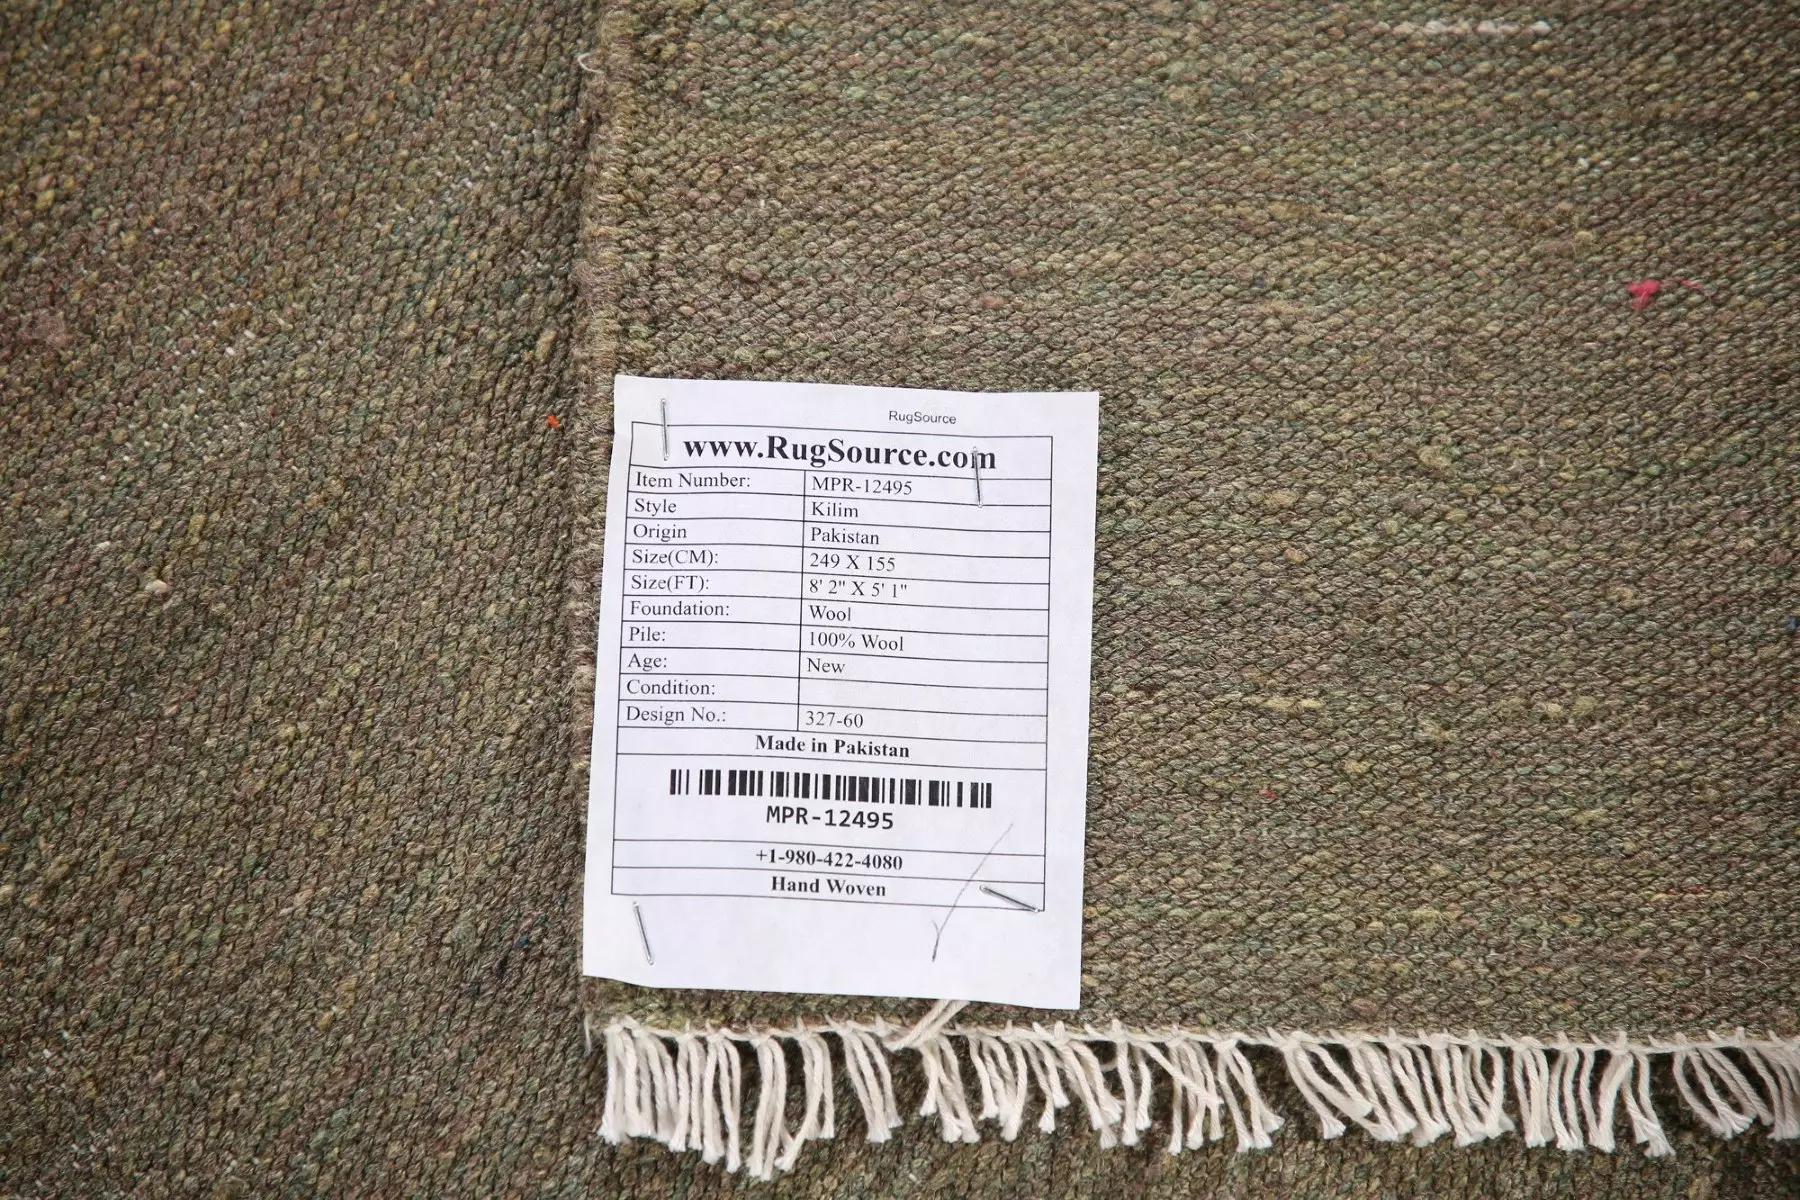 RugSource
www.RugSource.com
Item Number: MPR-12495
Style Kilim
Origin Pakistan
Size(CM): 249 X 155
Size(FT): 8' 2" X 5' 1"
Foundation: Wool
Pile: 100% Wool
Age: New
Condition:
Design No.: 327-60
Made in Pakistan
MPR-12495
+1-980-422-4080
Hand Woven